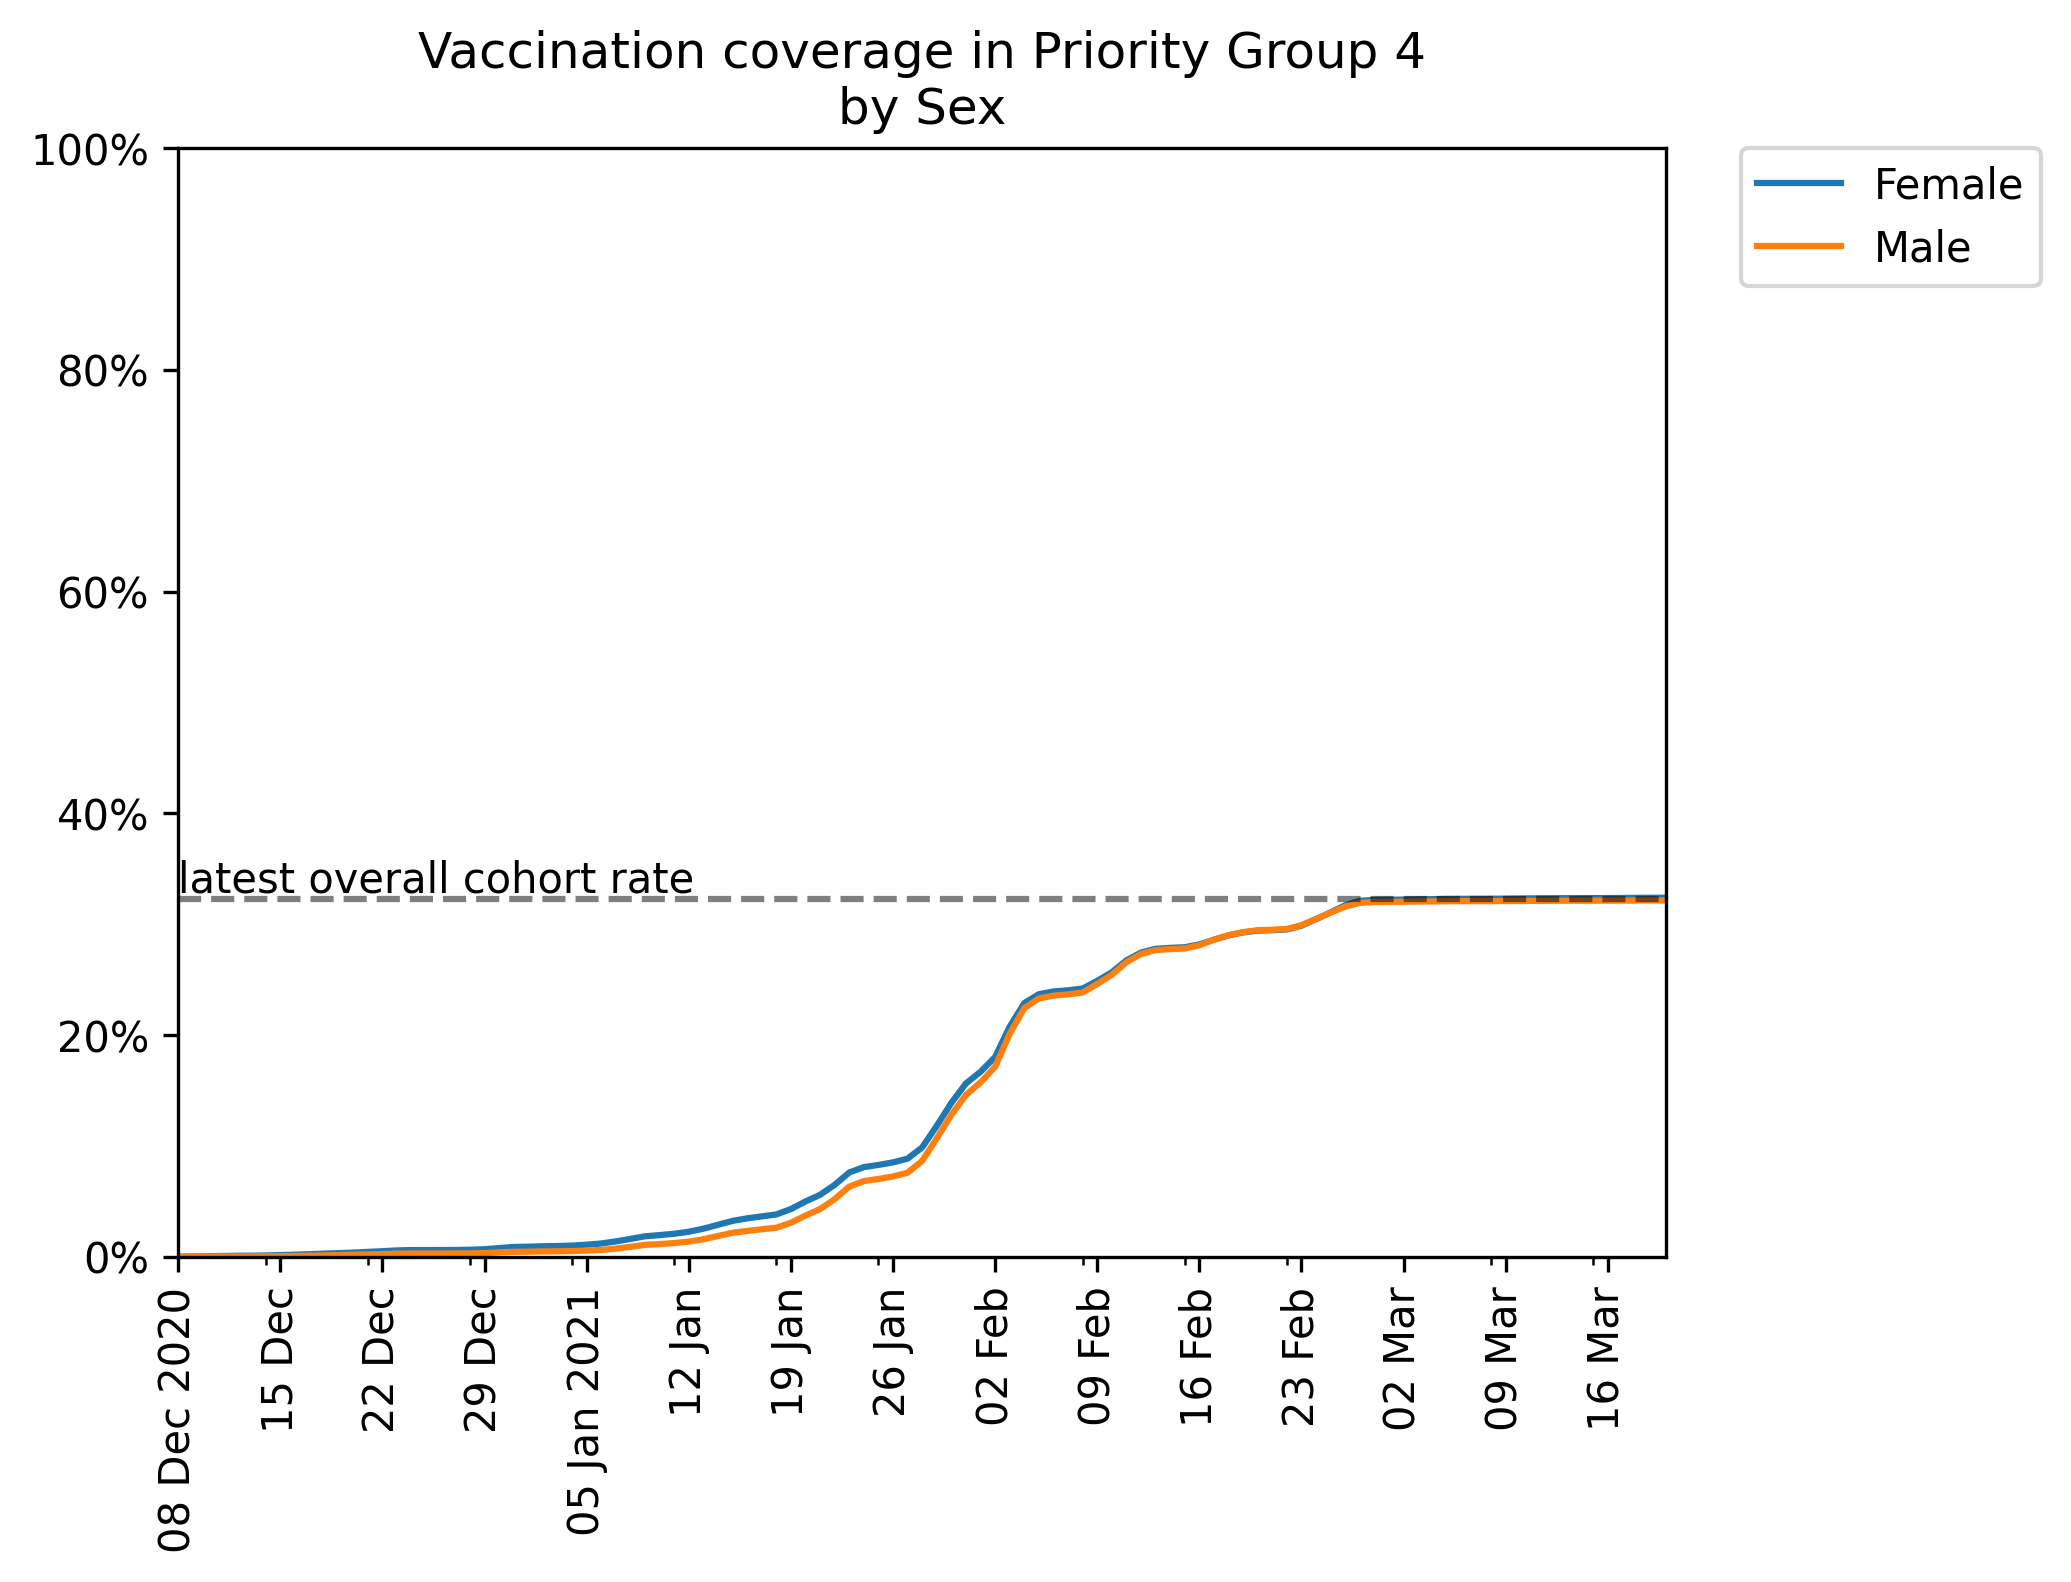 Vaccination coverage in Priority Group 4
by Sex
100%
80%
60%
40%
20%
0%
latest overall cohort rate
Female
Male
08 Dec 2020
15 Dec
22 Dec
29 Dec
05 Jan 2021
12 Jan
19 Jan
26 Jan
02 Feb
09 Feb
16 Feb
23 Feb
02 Mar
09 Mar
16 Mar